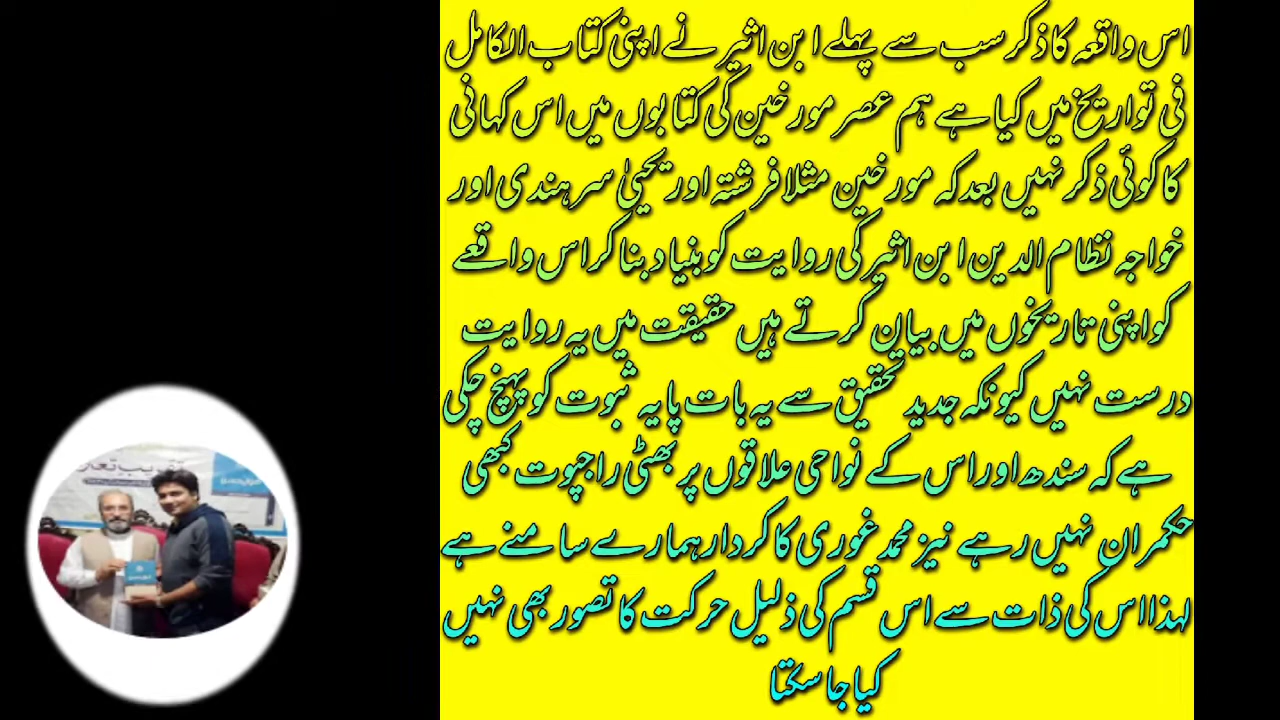 اس واقعہ کا ذکر سب سے پہلے ابن اثیر نے اپنی کتاب الکامل
فی تواریخ میں کیا ہے ہم عصر مورخین کی کتابوں میں اس کہانی
کا کوئی ذکر نہیں بعد کہ مورخین مثلا فرشتہ اور یحییٰ سرہندی اور
خواجہ نظام الدین ابن اثیر کی روایت کو بنیاد بنا کر اس واقعے
کو اپنی تاریخوں میں بیان کرتے ہیں حقیقت میں یہ روایت
درست نہیں کیونکہ جدید تحقیق سے یہ بات پایہ ثبوت کو پہنچ چکی
ہے کہ سندھ اور اس کے نواحی علاقوں پر بھٹی راجپوت کبھی
حکمران نہیں رہے نیز محمد غوری کا کردار ہمارے سامنے ہے
لہذا اس کی ذات سے اس قسم کی ذلیل حرکت کا تصور بھی نہیں
کیا جا سکتا